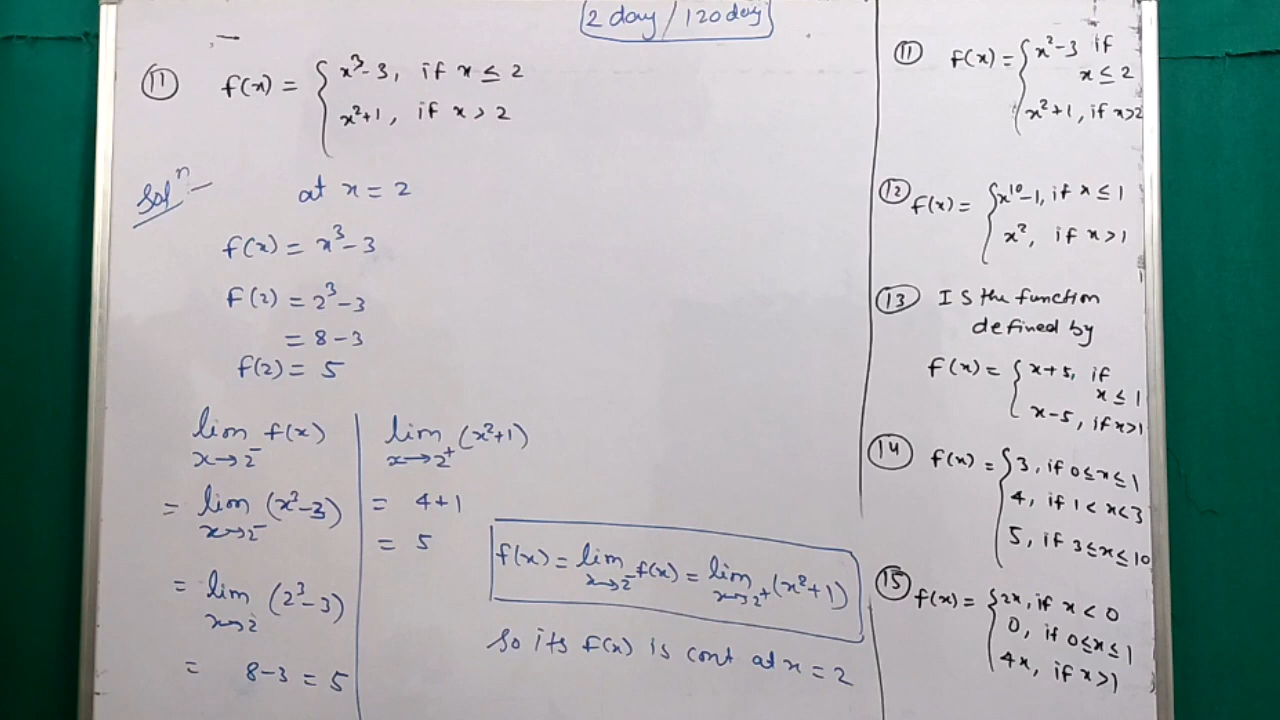 2 day / 120 day
11 f(x) = { x³-3, if x ≤ 2
x²+1, if x > 2
Solⁿ- at x = 2
f(x) = x³-3
f(2) = 2³-3
= 8-3
f(2) = 5
lim f(x)
x→2⁻
= lim (x³-3)
x→2⁻
= lim (2³-3)
x→2⁻
= 8-3 = 5
lim (x²+1)
x→2⁺
= 4+1
= 5
f(x) = lim f(x) = lim (x²+1)
x→2⁻ x→2⁺
So its f(x) is cont at x = 2
11 f(x) = { x²-3 if
x ≤ 2
x²+1, if x>2
12 f(x) = { x¹⁰-1, if x ≤ 1
x², if x>1
13 IS the function
defined by
f(x) = { x+5, if
x ≤ 1
x-5, if x>1
14 f(x) = { 3, if 0≤x≤1
4, if 1<x<3
5, if 3≤x≤10
15 f(x) = { 2x, if x<0
0, if 0≤x≤1
4x, if x>1